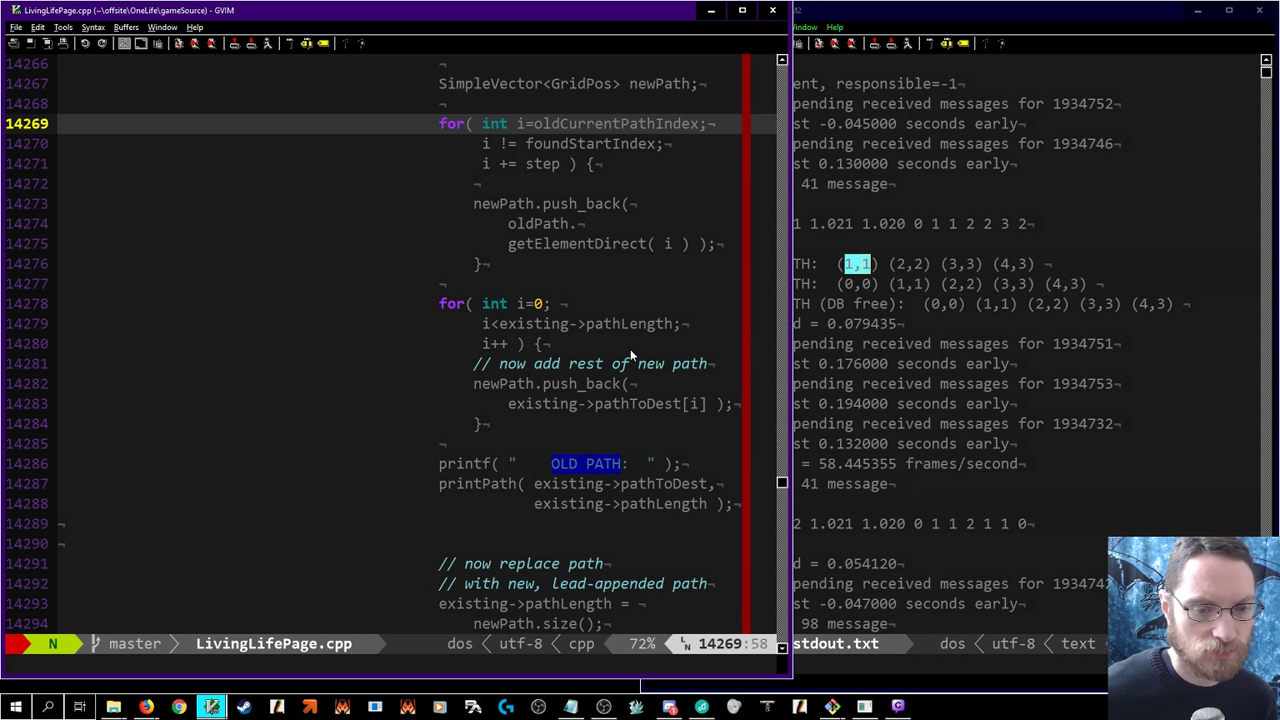 LivingLifePage.cpp (~\offsite\OneLife\gameSource) - GVIM
File Edit Tools Syntax Buffers Window Help
14266 ¬
14267 SimpleVector<GridPos> newPath;¬
14268 ¬
14269 for( int i=oldCurrentPathIndex;¬
14270 i != foundStartIndex;¬
14271 i += step ) {¬
14272 ¬
14273 newPath.push_back(¬
14274 oldPath.¬
14275 getElementDirect( i ) );¬
14276 }¬
14277 ¬
14278 for( int i=0; ¬
14279 i<existing->pathLength;¬
14280 i++ ) {¬
14281 // now add rest of new path¬
14282 newPath.push_back(¬
14283 existing->pathToDest[i] );¬
14284 }¬
14285 ¬
14286 printf( " OLD PATH: " );¬
14287 printPath( existing->pathToDest,¬
14288 existing->pathLength );¬
14289 ¬
14290 ¬
14291 // now replace path¬
14292 // with new, lead-appended path¬
14293 existing->pathLength = ¬
14294 newPath.size();¬
N master LivingLifePage.cpp dos utf-8 cpp 72% LN 14269:58
M2
Window Help
ent, responsible=-1¬
pending received messages for 1934752¬
st -0.045000 seconds early¬
pending received messages for 1934746¬
st 0.130000 seconds early¬
41 message¬
1 1.021 1.020 0 1 1 2 2 3 2¬
TH: (1,1) (2,2) (3,3) (4,3) ¬
TH: (0,0) (1,1) (2,2) (3,3) (4,3) ¬
TH (DB free): (0,0) (1,1) (2,2) (3,3) (4,3) ¬
d = 0.079435¬
pending received messages for 1934751¬
st 0.176000 seconds early¬
pending received messages for 1934753¬
st 0.194000 seconds early¬
pending received messages for 1934732¬
st 0.132000 seconds early¬
= 58.445355 frames/second¬
41 message¬
2 1.021 1.020 0 1 1 2 1 1 0¬
d = 0.054120¬
pending received messages for 193474
st -0.047000 seconds early¬
98 message¬
stdout.txt dos utf-8 text